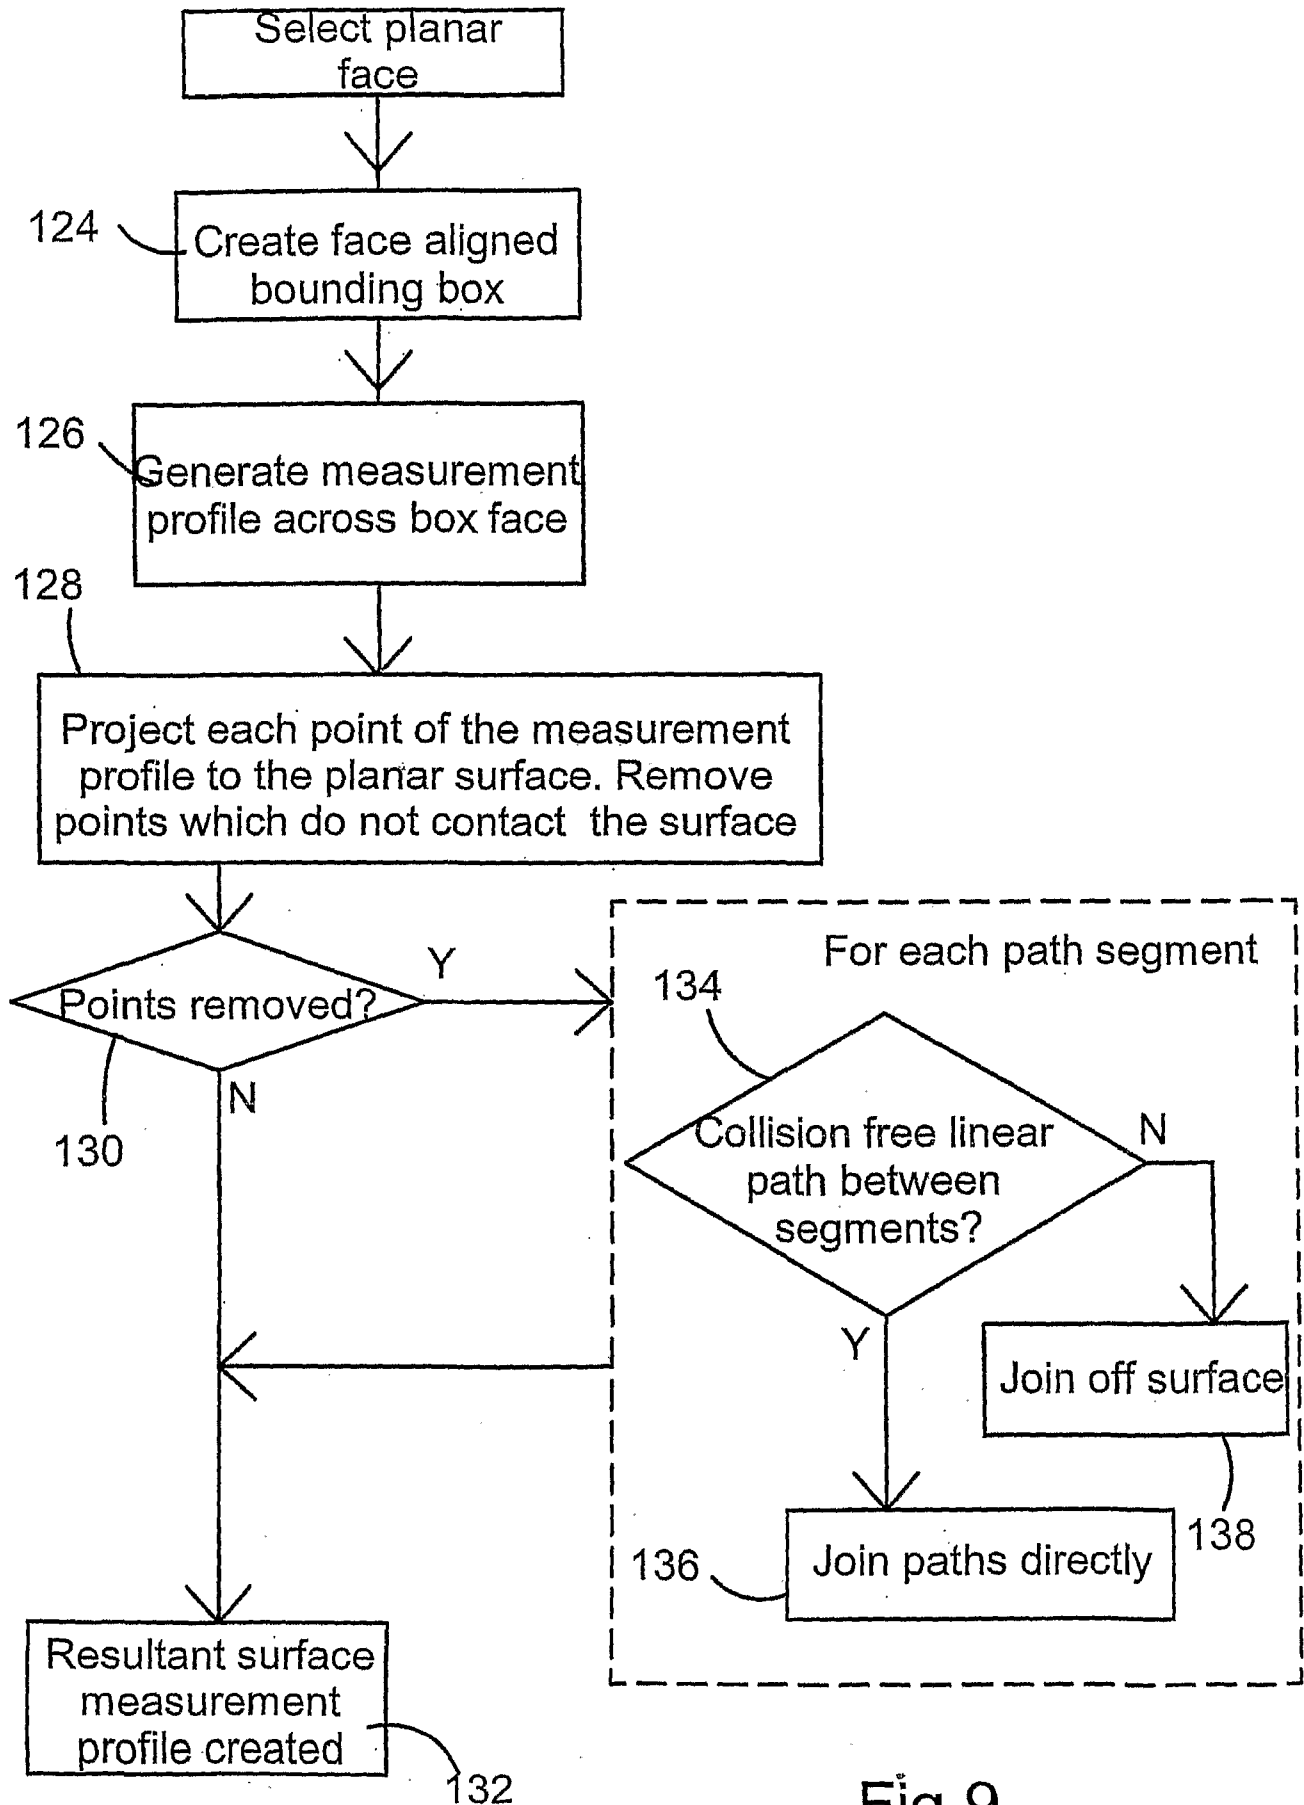 Select planar
face
124
Create face aligned
bounding box
126
Generate measurement
profile across box face
128
Project each point of the measurement
profile to the planar surface. Remove
points which do not contact the surface
Points removed?
Y
N
130
For each path segment
134
Collision free linear
path between
segments?
N
Y
Join off surface
138
136
Join paths directly
Resultant surface
measurement
profile created
132
Fig 9